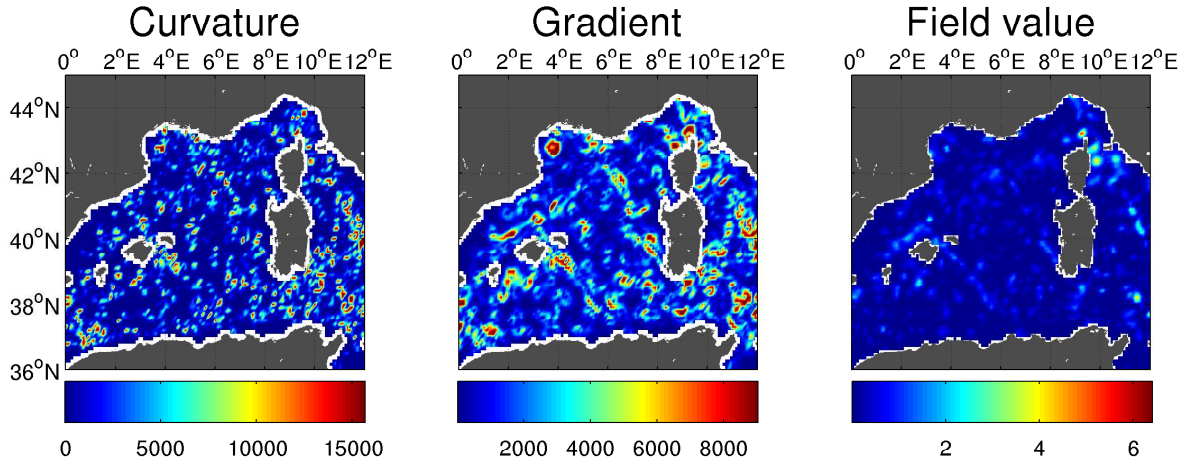 Curvature Gradient Field value
0°E 2°E 4°E 6°E 8°E 10°E 12°E 0°E 2°E 4°E 6°E 8°E 10°E 12°E 0°E 2°E 4°E 6°E 8°E 10°E 12°E
44°N
42°N
40°N
38°N
36°N
0 5000 10000 15000 2000 4000 6000 8000 2 4 6